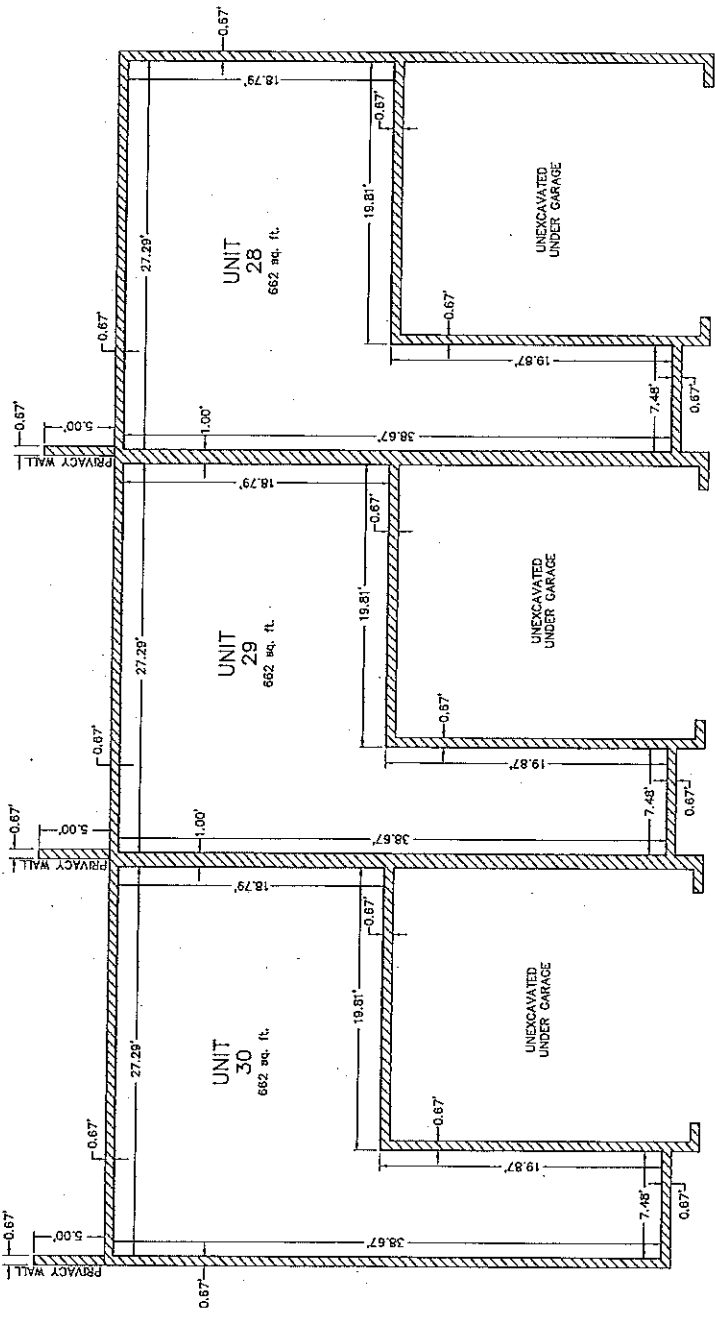 0.67'
PRIVACY WALL
5.00'
0.67'
27.29'
0.67'
UNIT
30
662 sq. ft.
18.79'
1.00'
38.67'
19.81'
0.67'
0.67'
19.87'
7.48'
0.67'
UNEXCAVATED
UNDER GARAGE
0.67'
PRIVACY WALL
5.00'
0.67'
27.29'
UNIT
29
662 sq. ft.
18.79'
1.00'
38.67'
19.81'
0.67'
0.67'
19.87'
7.48'
0.67'
UNEXCAVATED
UNDER GARAGE
0.67'
PRIVACY WALL
5.00'
0.67'
27.29'
UNIT
28
662 sq. ft.
18.79'
0.67'
38.67'
19.81'
0.67'
0.67'
19.87'
7.48'
0.67'
UNEXCAVATED
UNDER GARAGE